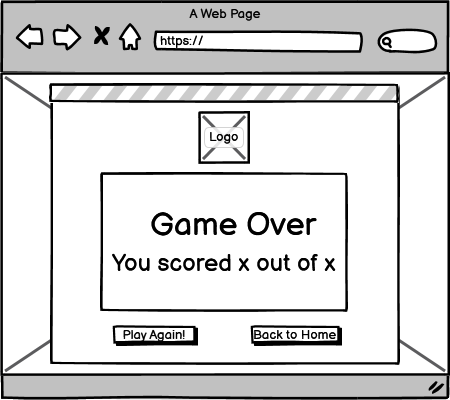 A Web Page
https://
Logo
Game Over
You scored x out of x
Play Again!
Back to Home